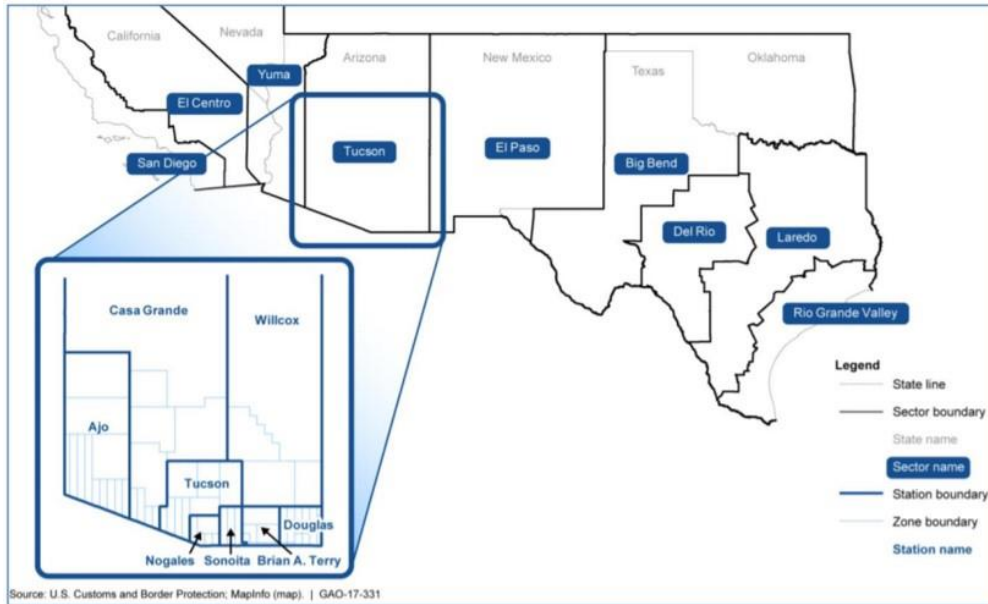 California
Nevada
Arizona
New Mexico
Texas
Oklahoma
Yuma
El Centro
San Diego
Tucson
El Paso
Big Bend
Del Rio
Laredo
Rio Grande Valley
Casa Grande
Willcox
Ajo
Tucson
Douglas
Nogales
Sonoita
Brian A. Terry
Legend
State line
Sector boundary
State name
Sector name
Station boundary
Zone boundary
Station name
Source: U.S. Customs and Border Protection; MapInfo (map). | GAO-17-331